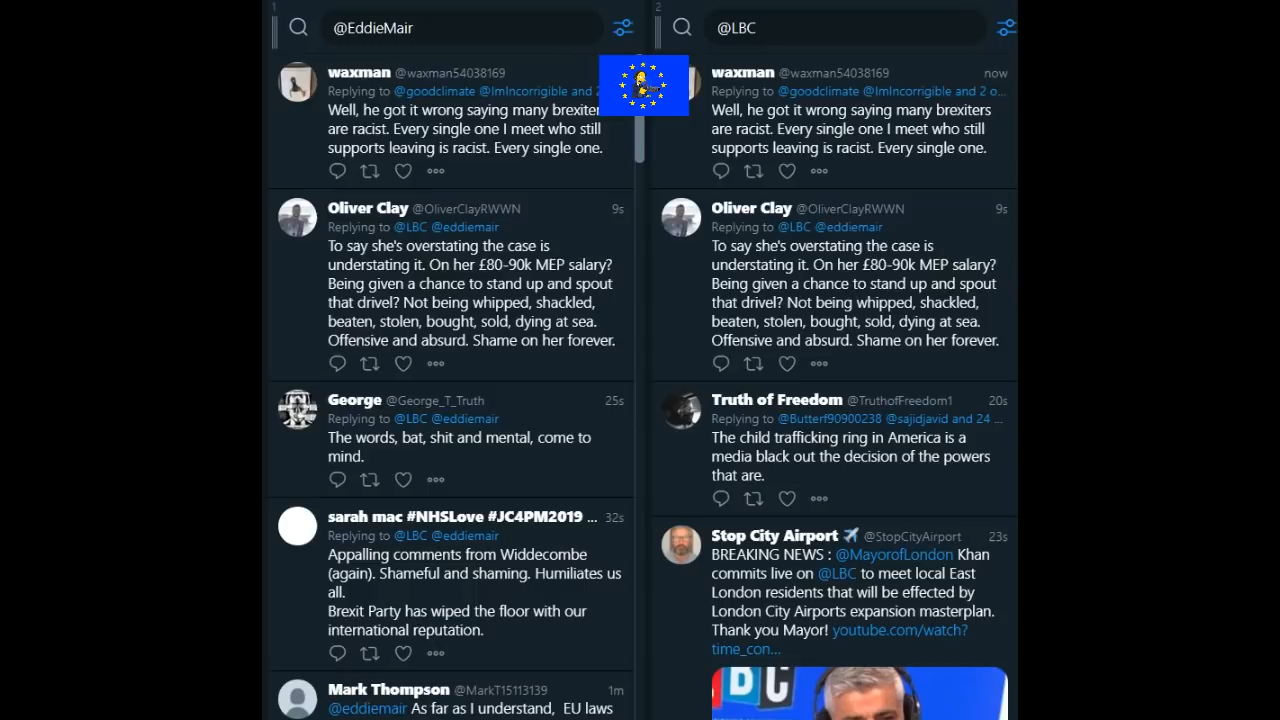 1
@EddieMair
waxman @waxman54038169
Replying to @goodclimate @ImIncorrigible and 2
Well, he got it wrong saying many brexiters
are racist. Every single one I meet who still
supports leaving is racist. Every single one.
Oliver Clay @OliverClayRWWN 9s
Replying to @LBC @eddiemair
To say she's overstating the case is
understating it. On her £80-90k MEP salary?
Being given a chance to stand up and spout
that drivel? Not being whipped, shackled,
beaten, stolen, bought, sold, dying at sea.
Offensive and absurd. Shame on her forever.
George @George_T_Truth 25s
Replying to @LBC @eddiemair
The words, bat, shit and mental, come to
mind.
sarah mac #NHSLove #JC4PM2019 ... 32s
Replying to @LBC @eddiemair
Appalling comments from Widdecombe
(again). Shameful and shaming. Humiliates us
all.
Brexit Party has wiped the floor with our
international reputation.
Mark Thompson @MarkT15113139 1m
@eddiemair As far as I understand, EU laws
2
@LBC
waxman @waxman54038169 now
Replying to @goodclimate @ImIncorrigible and 2 o...
Well, he got it wrong saying many brexiters
are racist. Every single one I meet who still
supports leaving is racist. Every single one.
Oliver Clay @OliverClayRWWN 9s
Replying to @LBC @eddiemair
To say she's overstating the case is
understating it. On her £80-90k MEP salary?
Being given a chance to stand up and spout
that drivel? Not being whipped, shackled,
beaten, stolen, bought, sold, dying at sea.
Offensive and absurd. Shame on her forever.
Truth of Freedom @TruthofFreedom1 20s
Replying to @Butterf90900238 @sajidjavid and 24 ...
The child trafficking ring in America is a
media black out the decision of the powers
that are.
Stop City Airport @StopCityAirport 23s
BREAKING NEWS : @MayorofLondon Khan
commits live on @LBC to meet local East
London residents that will be effected by
London City Airports expansion masterplan.
Thank you Mayor! youtube.com/watch?
time_con...
BC